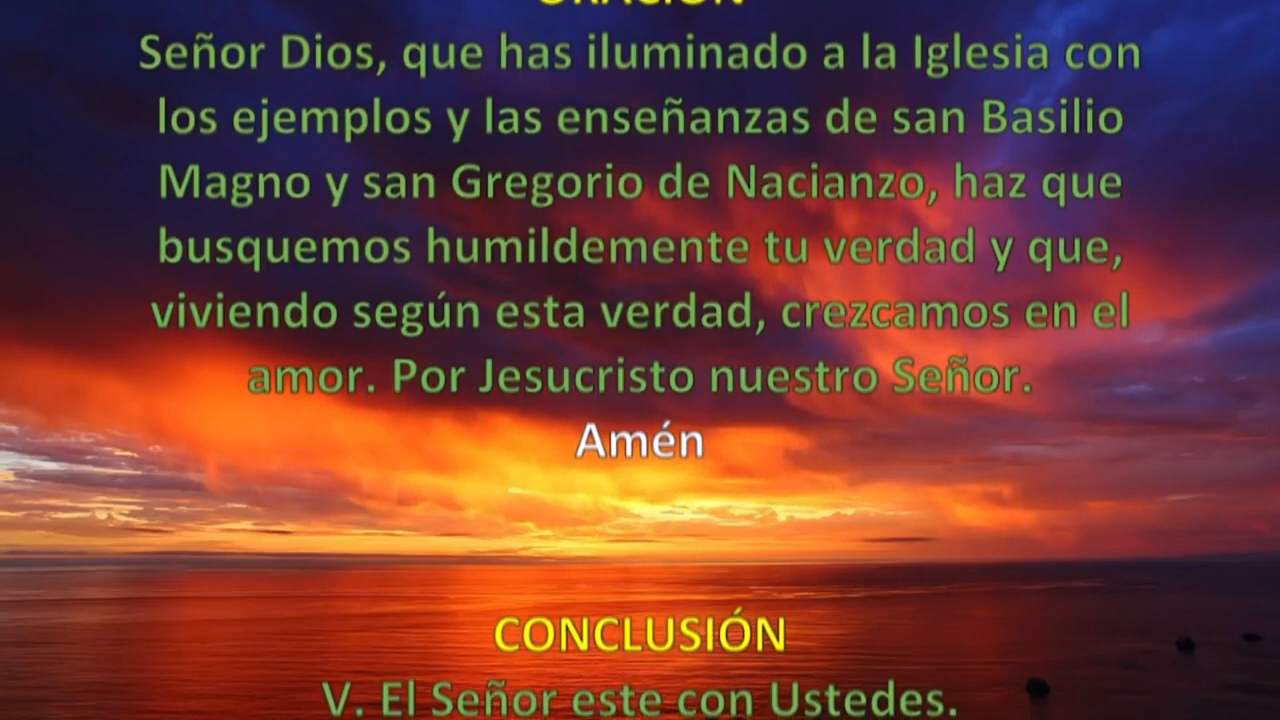 ORACIÓN
Señor Dios, que has iluminado a la Iglesia con
los ejemplos y las enseñanzas de san Basilio
Magno y san Gregorio de Nacianzo, haz que
busquemos humildemente tu verdad y que,
viviendo según esta verdad, crezcamos en el
amor. Por Jesucristo nuestro Señor.
Amén
CONCLUSIÓN
V. El Señor este con Ustedes.